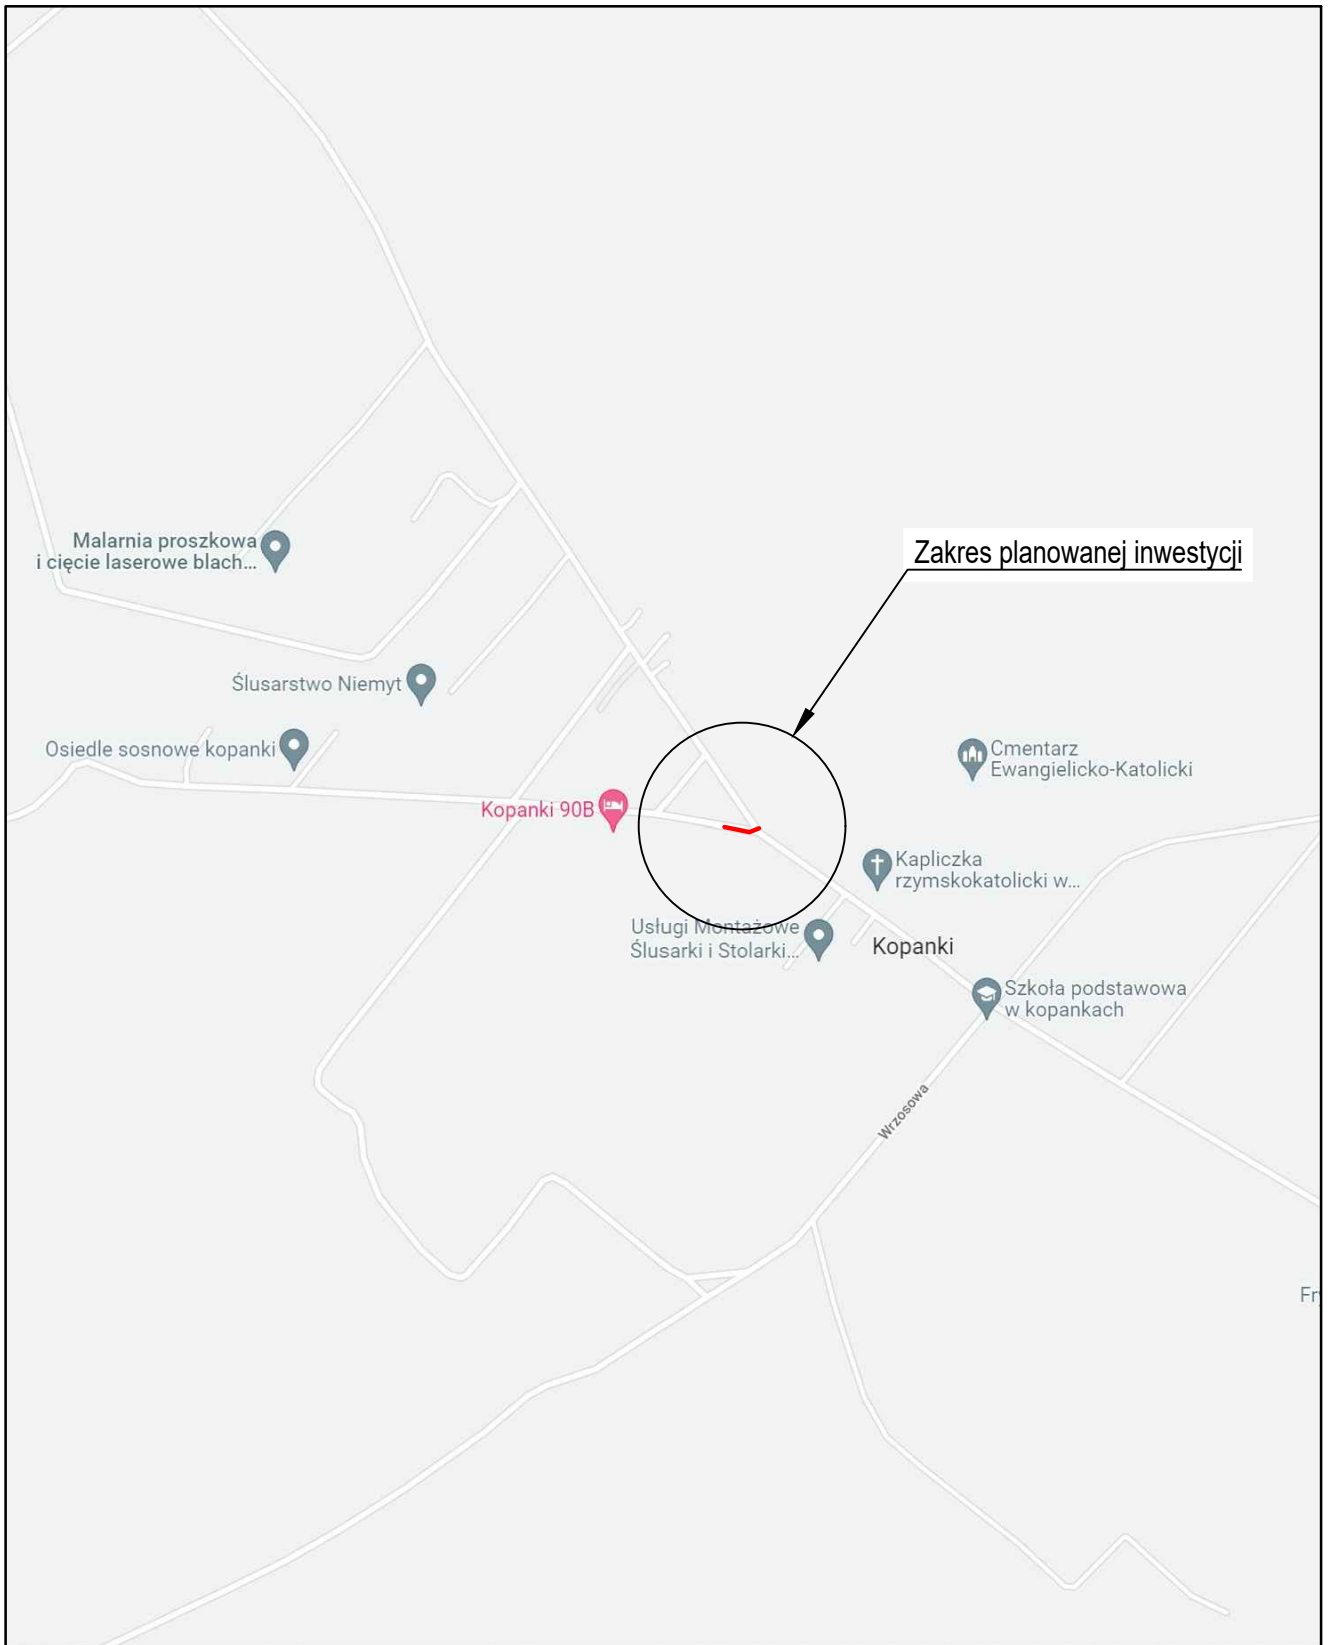 Zakres planowanej inwestycji
Malarnia proszkowa
i cięcie laserowe blach...
Ślusarstwo Niemyt
Osiedle sosnowe kopanki
Cmentarz
Ewangielicko-Katolicki
Kopanki 90B
Kapliczka
rzymskokatolicki w...
Usługi Montażowe
Ślusarki i Stolarki...
Kopanki
Szkoła podstawowa
w kopankach
Wrzosowa
Fry